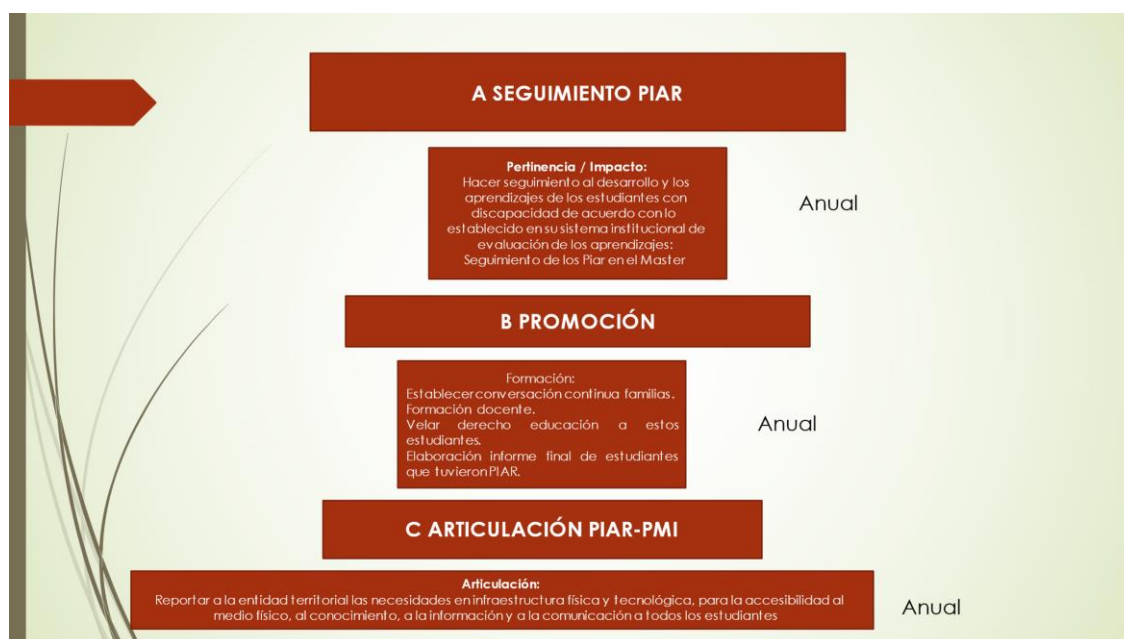 A SEGUIMIENTO PIAR
Pertinencia / Impacto:
Hacer seguimiento al desarrollo y los
aprendizajes de los estudiantes con
discapacidad de acuerdo con lo
establecido en su sistema institucional de
evaluación de los aprendizajes:
Seguimiento de los Piar en el Master
Anual
B PROMOCIÓN
Formación:
Establecer conversación continua familias.
Formación docente.
Velar derecho educación a estos
estudiantes.
Elaboración informe final de estudiantes
que tuvieron PIAR.
Anual
C ARTICULACIÓN PIAR-PMI
Articulación:
Reportar a la entidad territorial las necesidades en infraestructura física y tecnológica, para la accesibilidad al
medio físico, al conocimiento, a la información y a la comunicación a todos los estudiantes
Anual